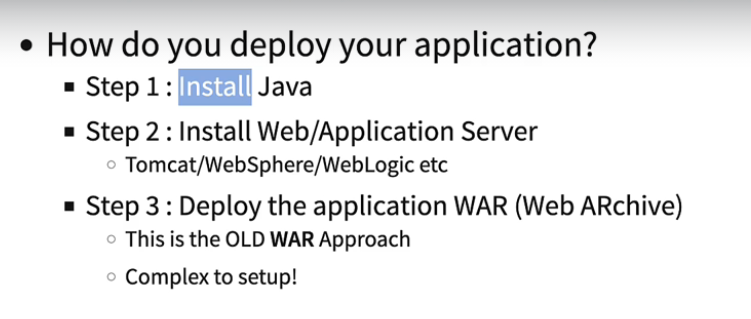 • How do you deploy your application?
▪ Step 1 : Install Java
▪ Step 2 : Install Web/Application Server
○ Tomcat/WebSphere/WebLogic etc
▪ Step 3 : Deploy the application WAR (Web ARchive)
○ This is the OLD WAR Approach
○ Complex to setup!